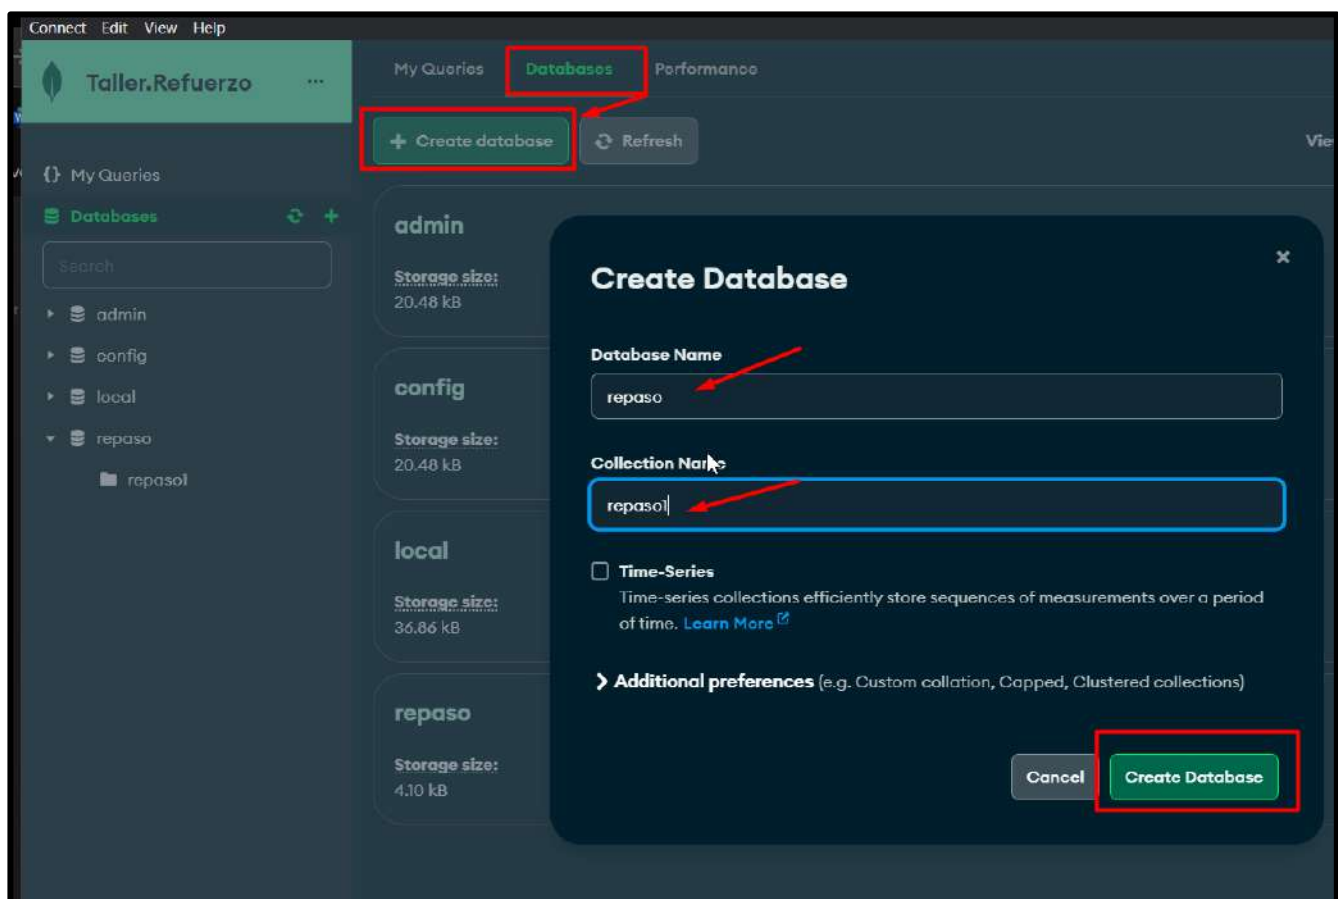 Connect Edit View Help
Taller.Refuerzo ...
My Queries Databases Performance
+ Create database Refresh
{} My Queries
Databases
Search
admin
config
local
repaso
repaso1
admin
Storage size:
20.48 kB
config
Storage size:
20.48 kB
local
Storage size:
36.86 kB
repaso
Storage size:
4.10 kB
Create Database
Database Name
repaso
Collection Name
repaso1
Time-Series
Time-series collections efficiently store sequences of measurements over a period
of time. Learn More
Additional preferences (e.g. Custom collation, Capped, Clustered collections)
Cancel Create Database